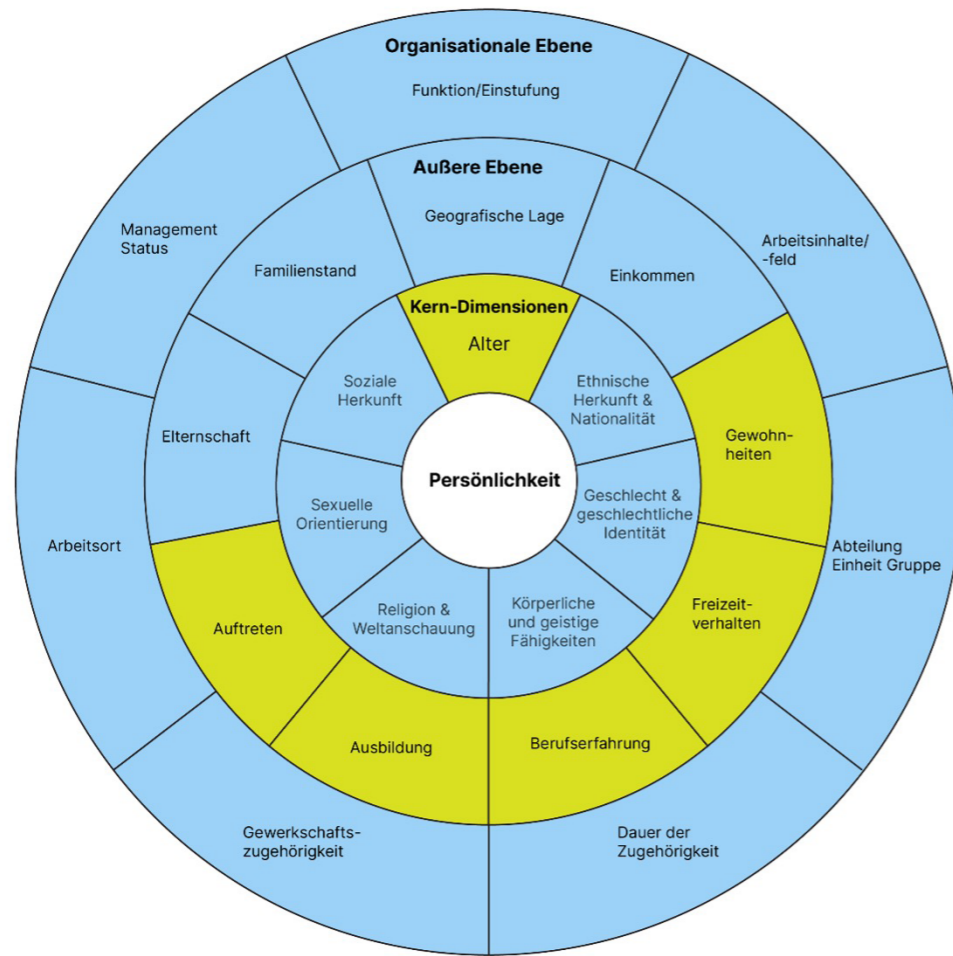 Organisationale Ebene
Funktion/Einstufung
Management
Status
Arbeitsinhalte/
-feld
Arbeitsort
Abteilung
Einheit Gruppe
Gewerkschafts-
zugehörigkeit
Dauer der
Zugehörigkeit
Außere Ebene
Geografische Lage
Familienstand
Einkommen
Elternschaft
Gewohn-
heiten
Auftreten
Freizeit-
verhalten
Ausbildung
Berufserfahrung
Kern-Dimensionen
Alter
Soziale
Herkunft
Ethnische
Herkunft &
Nationalität
Sexuelle
Orientierung
Geschlecht &
geschlechtliche
Identität
Religion &
Weltanschauung
Körperliche
und geistige
Fähigkeiten
Persönlichkeit